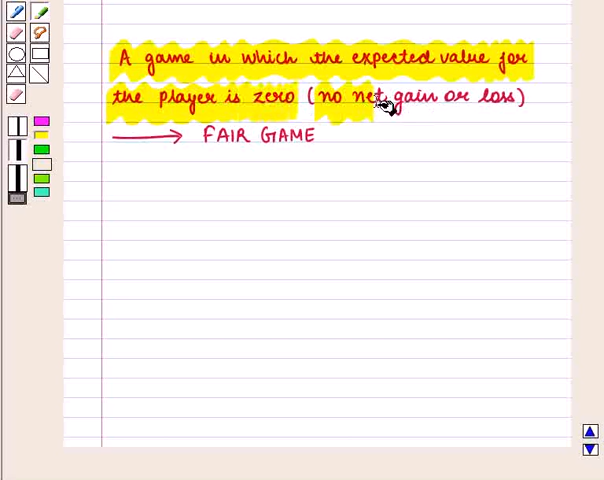 A game in which the expected value for
the player is zero (no net gain or loss)
FAIR GAME